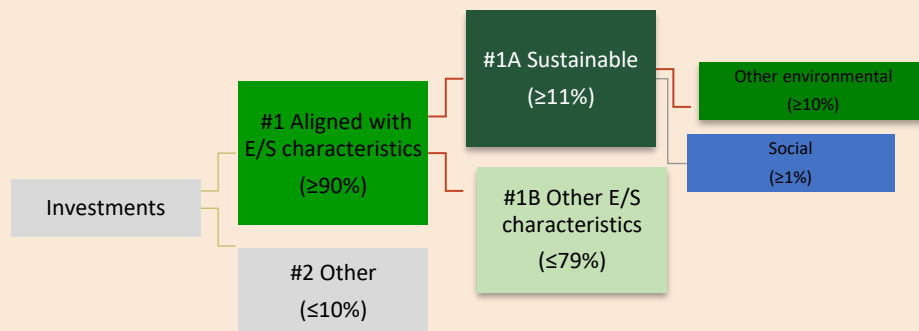 Investments
#1 Aligned with
E/S characteristics
(≥90%)
#2 Other
(≤10%)
#1A Sustainable
(≥11%)
#1B Other E/S
characteristics
(≤79%)
Other environmental
(≥10%)
Social
(≥1%)